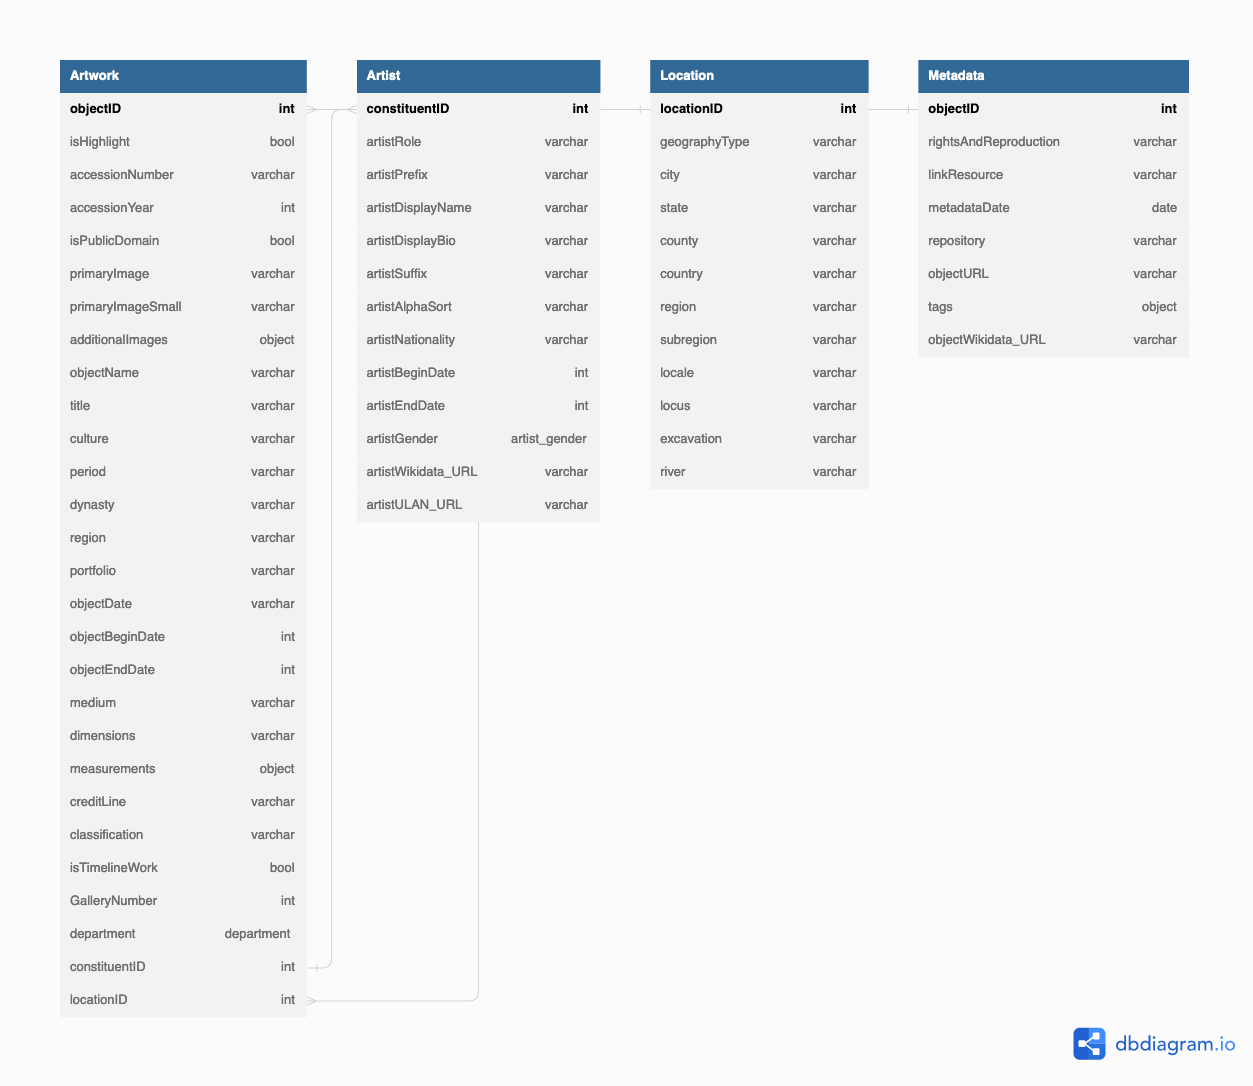 Artwork
objectID int
isHighlight bool
accessionNumber varchar
accessionYear int
isPublicDomain bool
primaryImage varchar
primaryImageSmall varchar
additionalImages object
objectName varchar
title varchar
culture varchar
period varchar
dynasty varchar
region varchar
portfolio varchar
objectDate varchar
objectBeginDate int
objectEndDate int
medium varchar
dimensions varchar
measurements object
creditLine varchar
classification varchar
isTimelineWork bool
GalleryNumber int
department department
constituentID int
locationID int
Artist
constituentID int
artistRole varchar
artistPrefix varchar
artistDisplayName varchar
artistDisplayBio varchar
artistSuffix varchar
artistAlphaSort varchar
artistNationality varchar
artistBeginDate int
artistEndDate int
artistGender artist_gender
artistWikidata_URL varchar
artistULAN_URL varchar
Location
locationID int
geographyType varchar
city varchar
state varchar
county varchar
country varchar
region varchar
subregion varchar
locale varchar
locus varchar
excavation varchar
river varchar
Metadata
objectID int
rightsAndReproduction varchar
linkResource varchar
metadataDate date
repository varchar
objectURL varchar
tags object
objectWikidata_URL varchar
dbdiagram.io